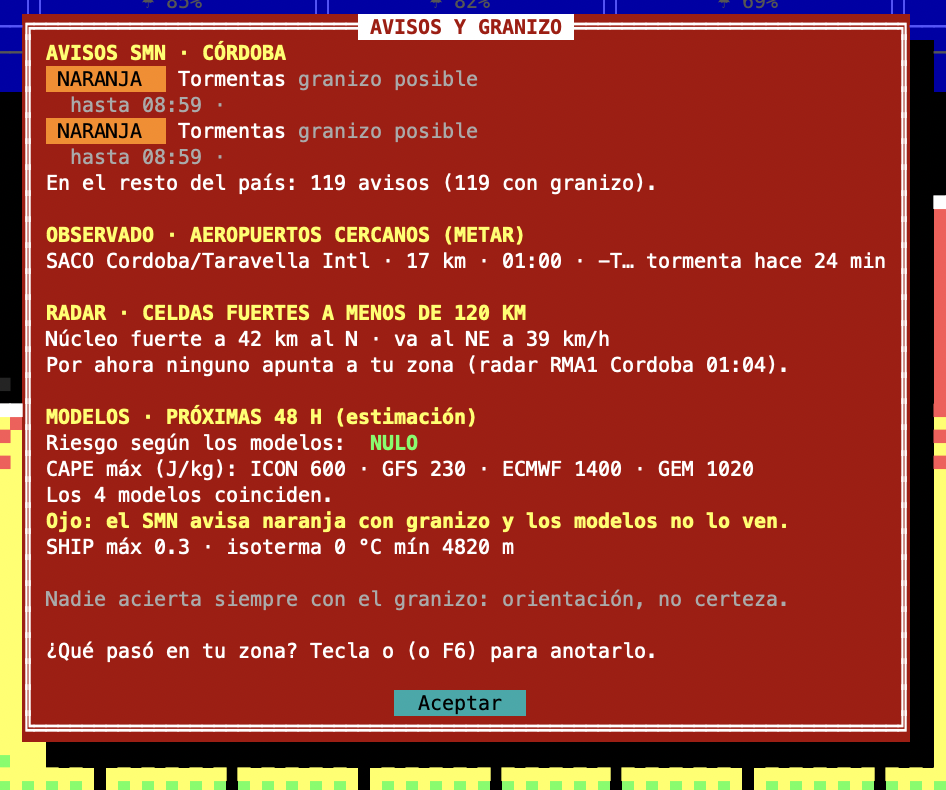 85% 82% 69%
AVISOS Y GRANIZO
AVISOS SMN · CÓRDOBA
NARANJA Tormentas granizo posible
hasta 08:59 ·
NARANJA Tormentas granizo posible
hasta 08:59 ·
En el resto del país: 119 avisos (119 con granizo).
OBSERVADO · AEROPUERTOS CERCANOS (METAR)
SACO Cordoba/Taravella Intl · 17 km · 01:00 · -T… tormenta hace 24 min
RADAR · CELDAS FUERTES A MENOS DE 120 KM
Núcleo fuerte a 42 km al N · va al NE a 39 km/h
Por ahora ninguno apunta a tu zona (radar RMA1 Cordoba 01:04).
MODELOS · PRÓXIMAS 48 H (estimación)
Riesgo según los modelos: NULO
CAPE máx (J/kg): ICON 600 · GFS 230 · ECMWF 1400 · GEM 1020
Los 4 modelos coinciden.
Ojo: el SMN avisa naranja con granizo y los modelos no lo ven.
SHIP máx 0.3 · isoterma 0 °C mín 4820 m
Nadie acierta siempre con el granizo: orientación, no certeza.
¿Qué pasó en tu zona? Tecla o (o F6) para anotarlo.
Aceptar